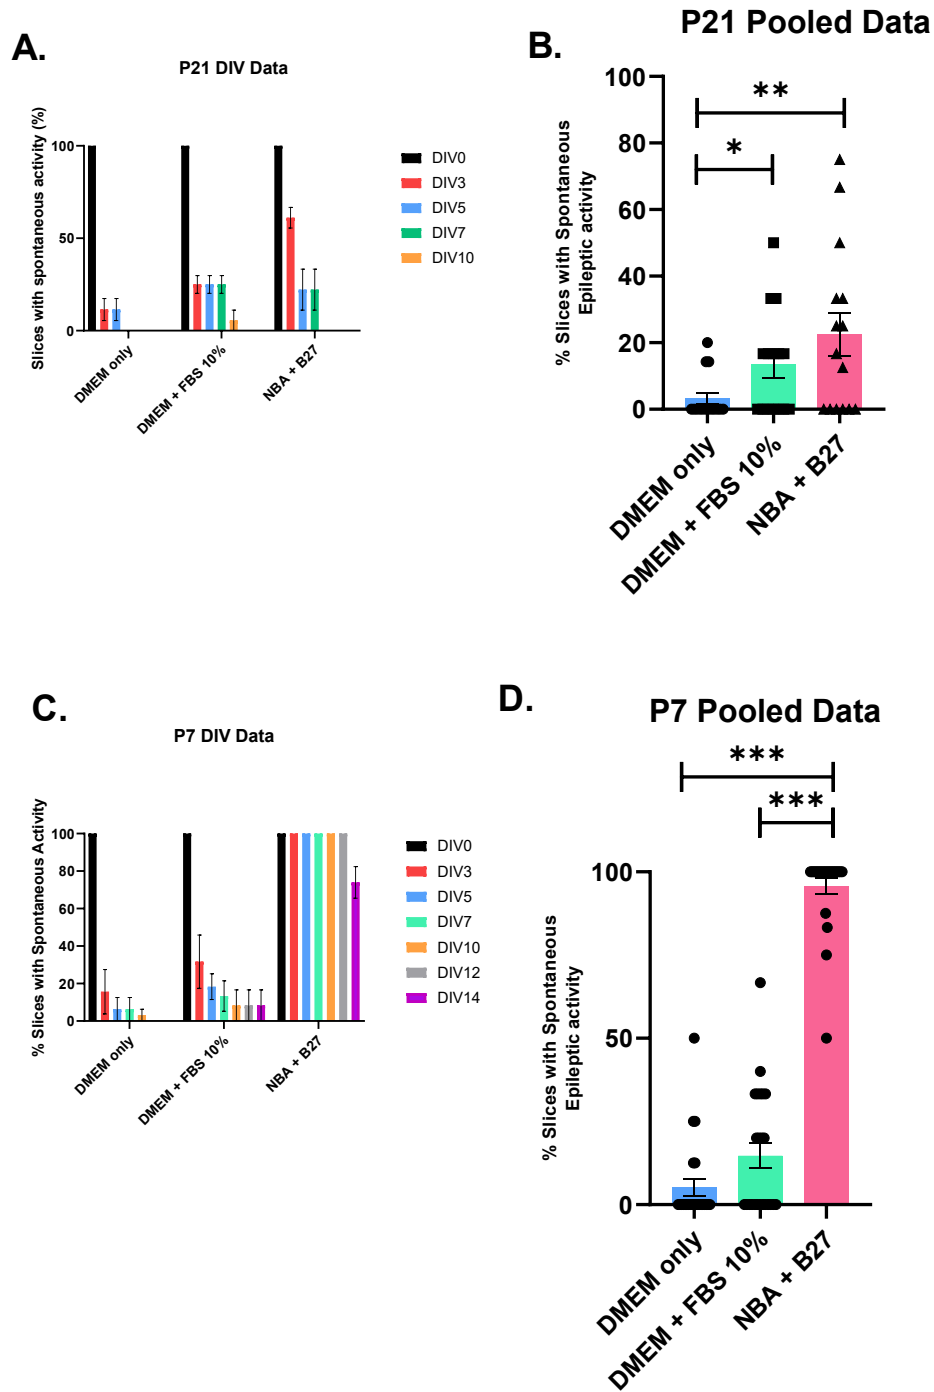 A.
P21 DIV Data
Slices with spontaneous activity (%)
100
50
0
DMEM only
DMEM + FBS 10%
NBA + B27
DIV0
DIV3
DIV5
DIV7
DIV10
P21 Pooled Data
B.
% Slices with Spontaneous
Epileptic activity
100
80
60
40
20
0
**
*
DMEM only
DMEM + FBS 10%
NBA + B27
C.
P7 DIV Data
% Slices with Spontaneous Activity
100
80
60
40
20
0
DMEM only
DMEM + FBS 10%
NBA + B27
DIV0
DIV3
DIV5
DIV7
DIV10
DIV12
DIV14
D.
P7 Pooled Data
% Slices with Spontaneous
Epileptic activity
***
***
100
50
0
DMEM only
DMEM + FBS 10%
NBA + B27